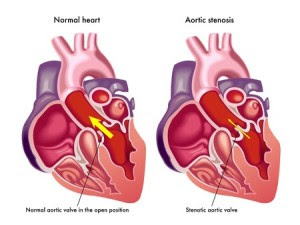 Normal heart
Aortic stenosis
Normal aortic valve in the open position
Stenotic aortic valve